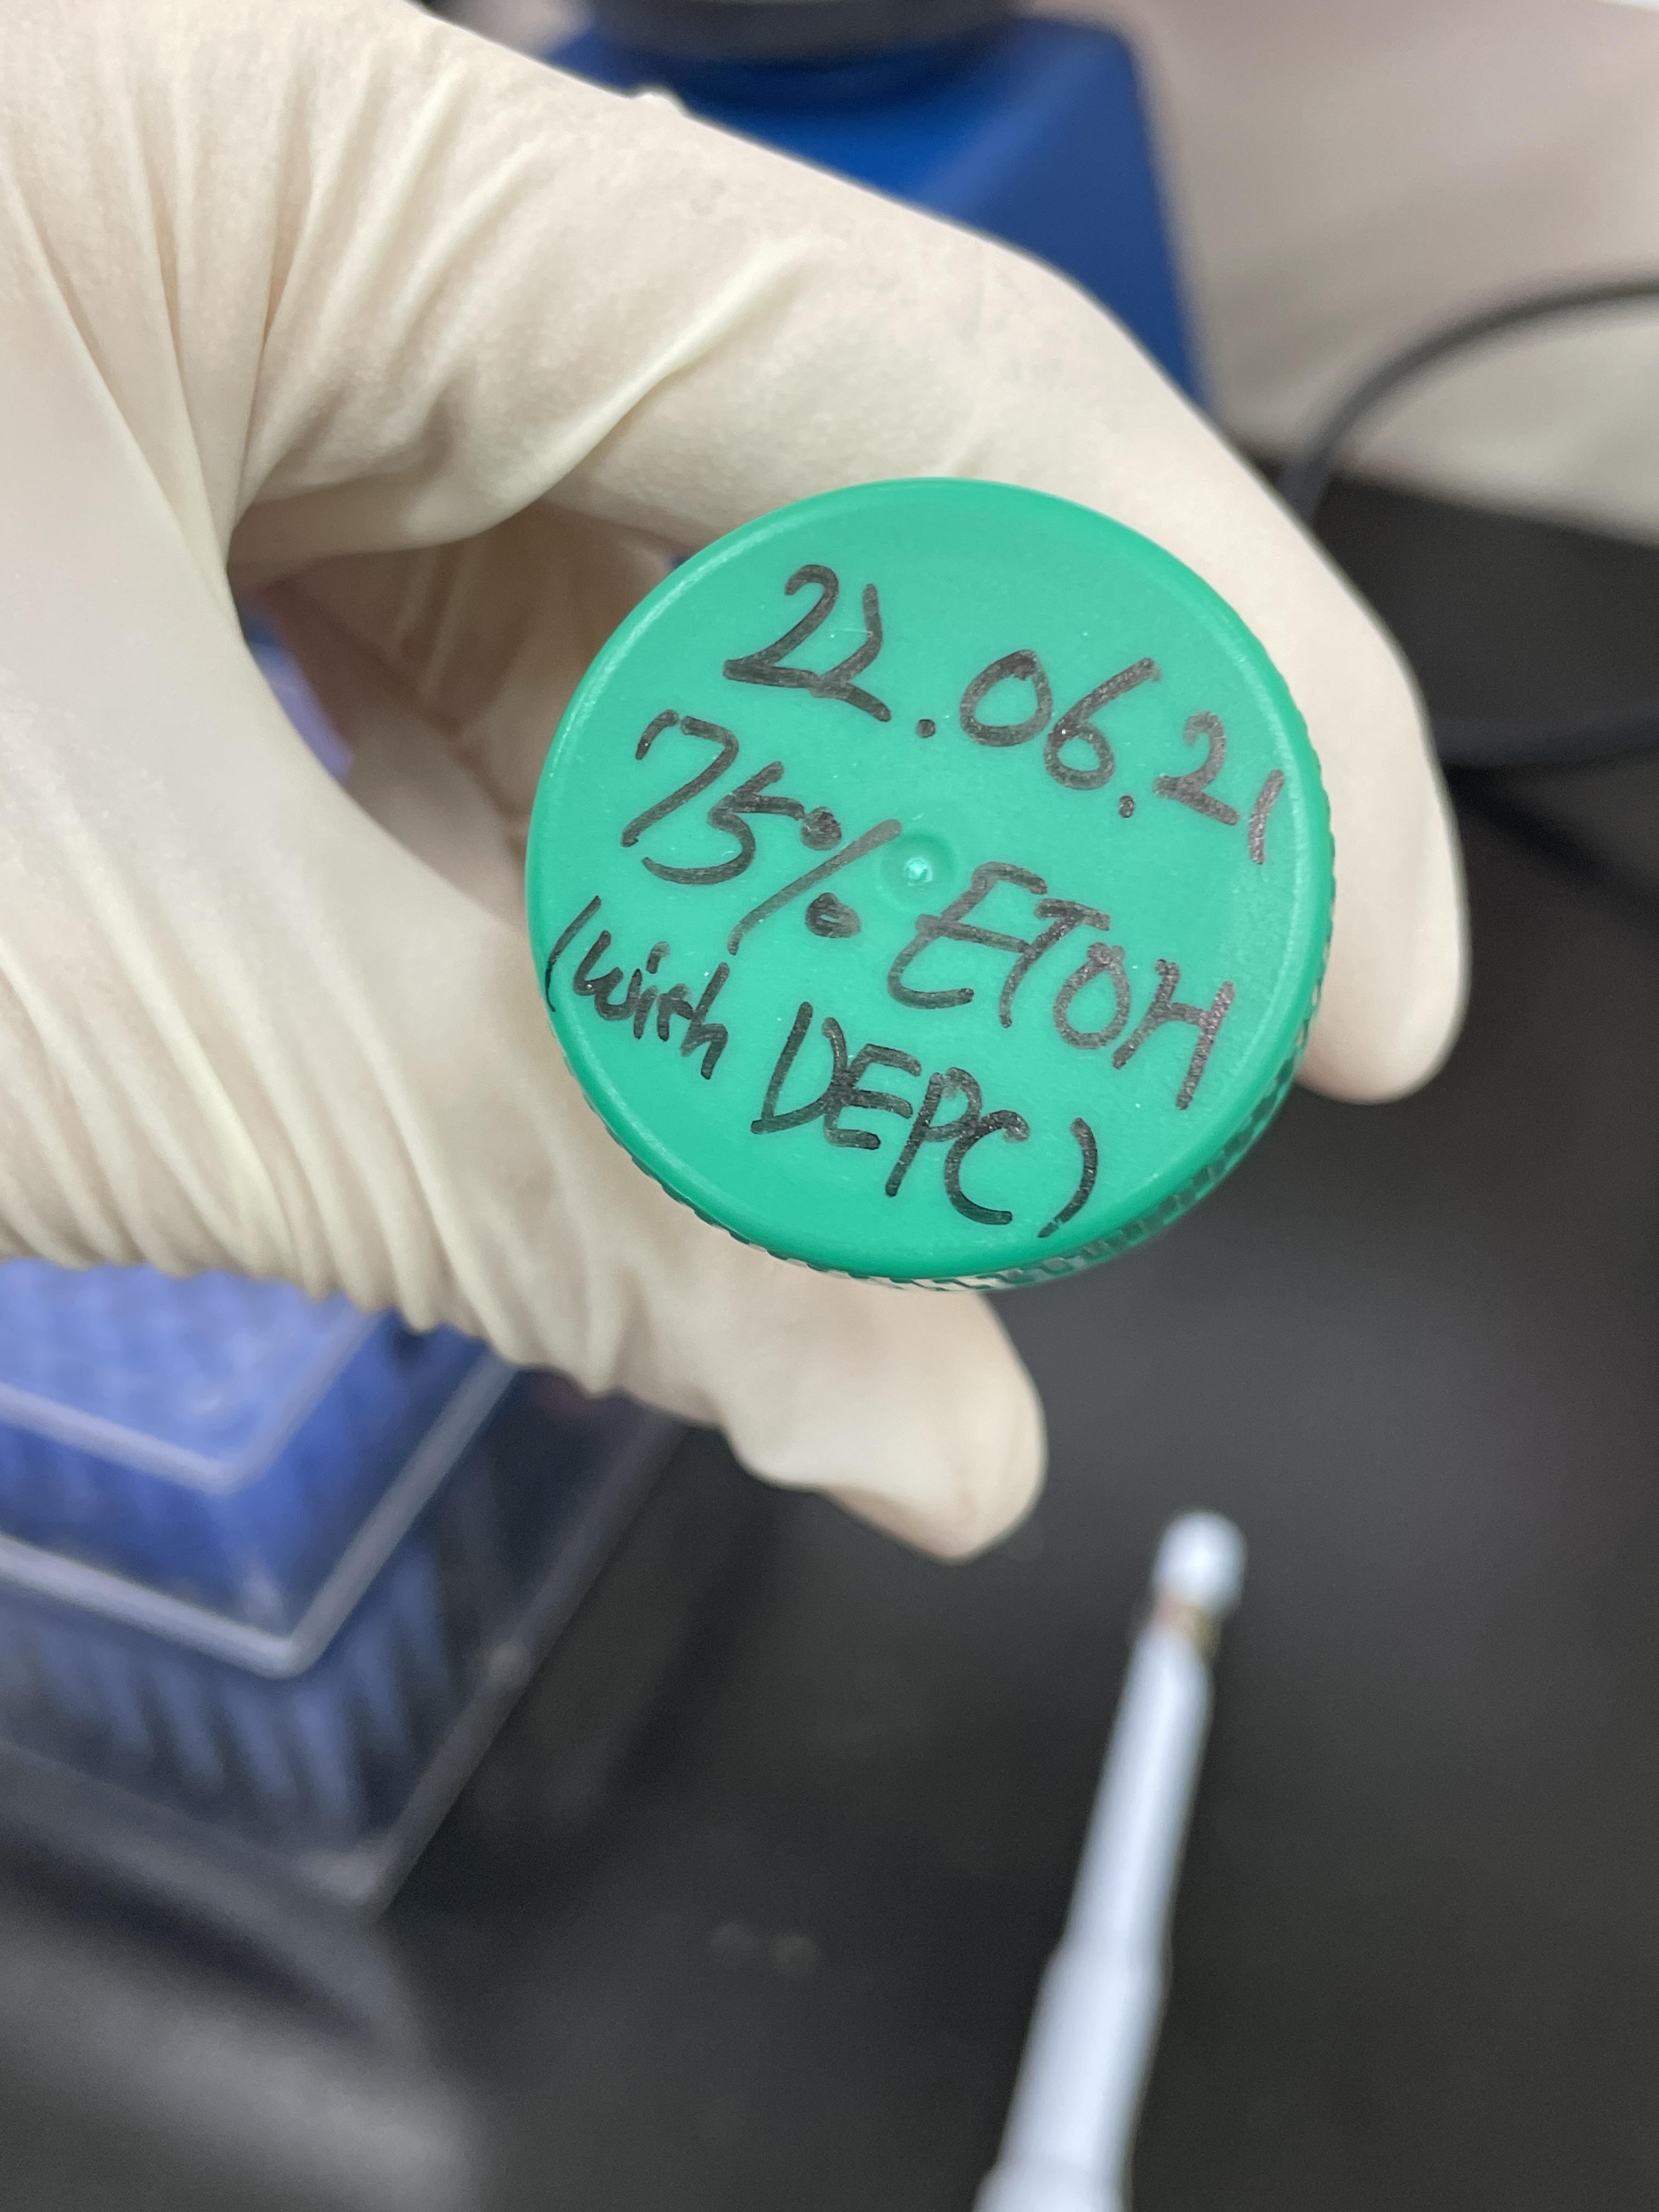 22.06.21
75% ETOH
(with DEPC)